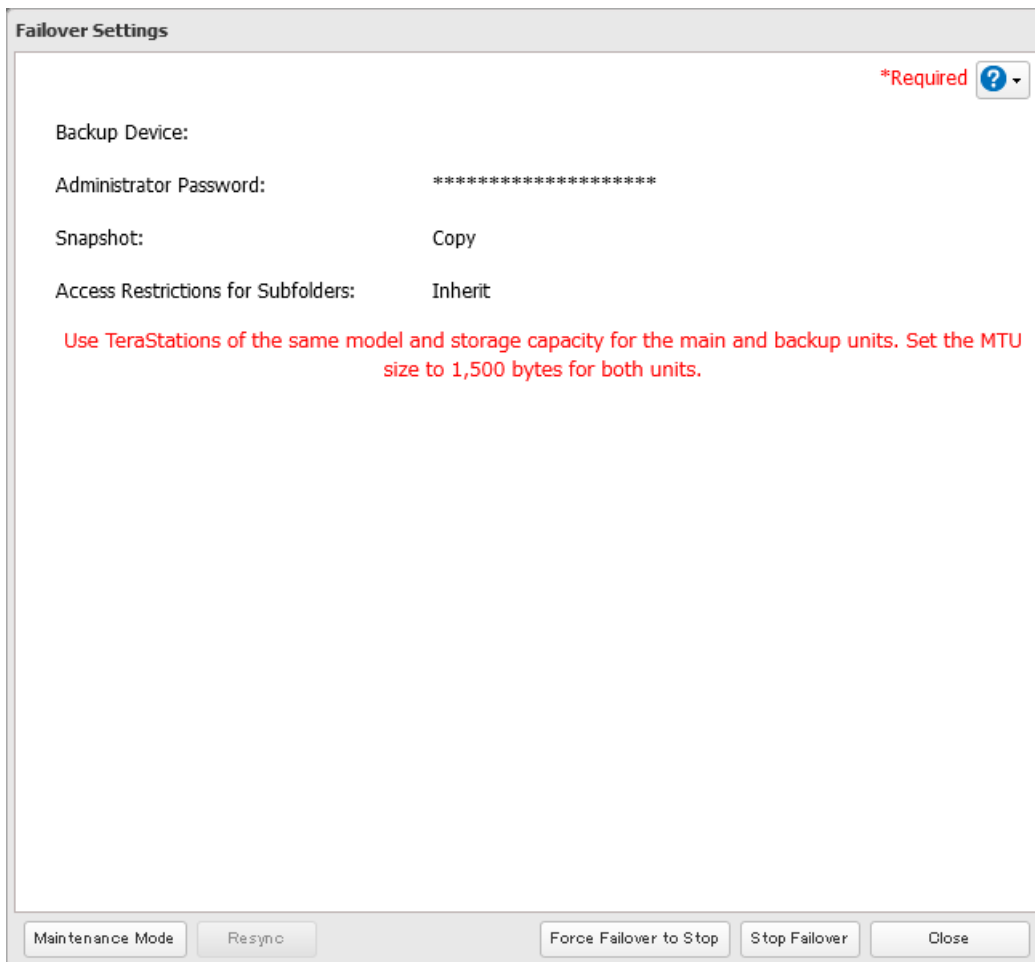 Failover Settings
*Required
Backup Device:
Administrator Password: ********************
Snapshot: Copy
Access Restrictions for Subfolders: Inherit
Use TeraStations of the same model and storage capacity for the main and backup units. Set the MTU
size to 1,500 bytes for both units.
Maintenance Mode Resync Force Failover to Stop Stop Failover Close